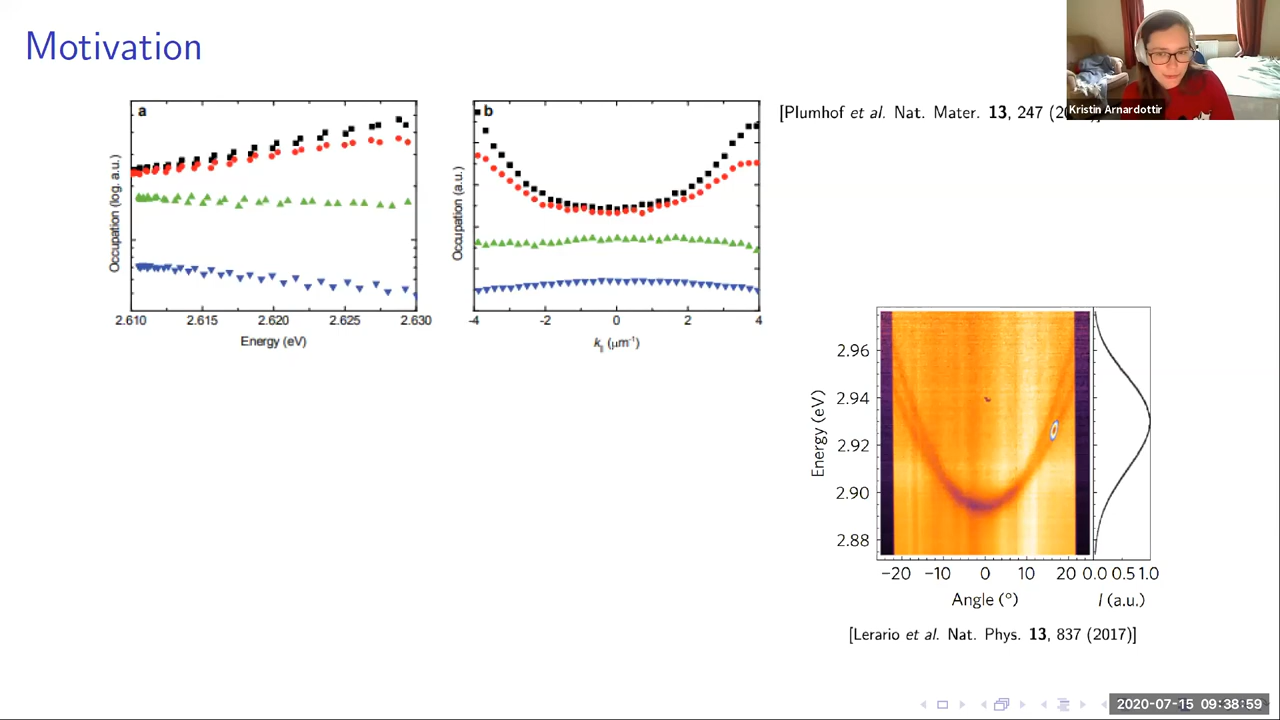 Motivation
Kristin Arnardottir
[Plumhof et al. Nat. Mater. 13, 247
a
Occupation (log. a.u.)
2.610 2.615 2.620 2.625 2.630
Energy (eV)
b
Occupation (a.u.)
-4 -2 0 2 4
k|| (μm-1)
2.96
2.94
2.92
2.90
2.88
Energy (eV)
−20 −10 0 10 20 0.0 0.5 1.0
Angle (°) I (a.u.)
[Lerario et al. Nat. Phys. 13, 837 (2017)]
2020-07-15 09:38:59